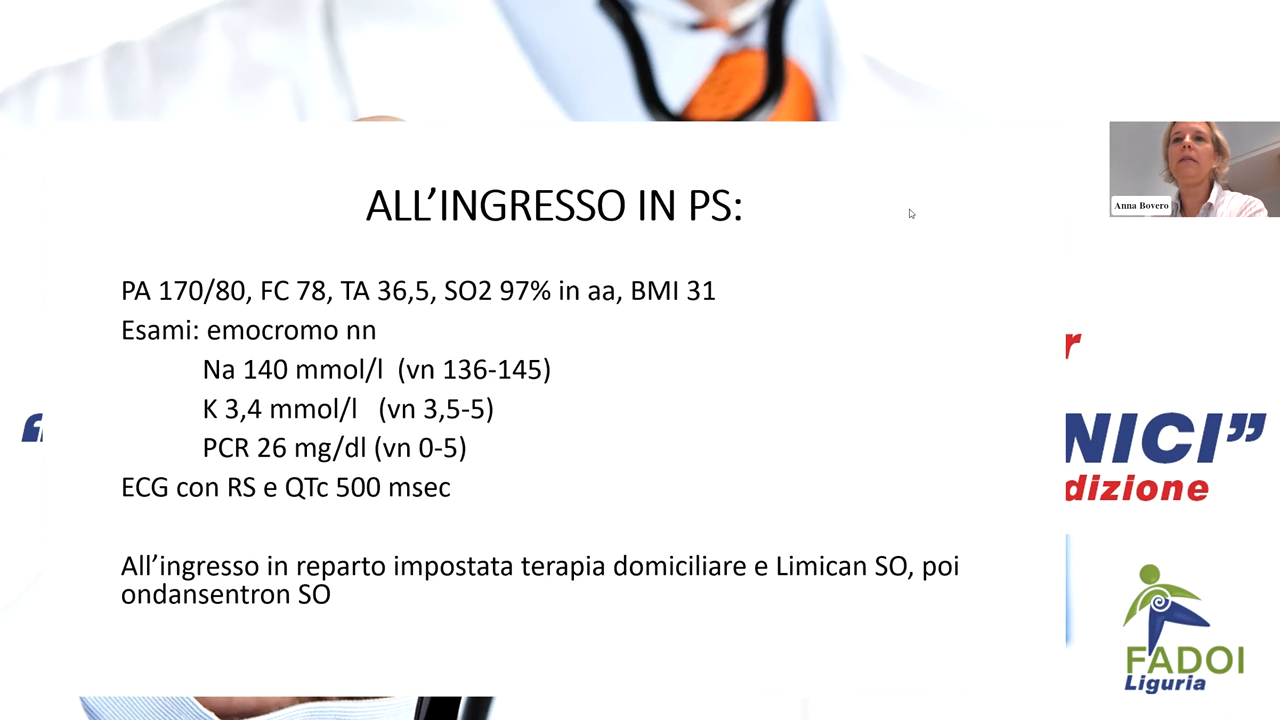 ALL’INGRESSO IN PS:
Anna Bovero
PA 170/80, FC 78, TA 36,5, SO2 97% in aa, BMI 31
Esami: emocromo nn
Na 140 mmol/l (vn 136-145)
K 3,4 mmol/l (vn 3,5-5)
PCR 26 mg/dl (vn 0-5)
ECG con RS e QTc 500 msec
All’ingresso in reparto impostata terapia domiciliare e Limican SO, poi
ondansentron SO
r
“
NICI”
dizione
FADOI
Liguria